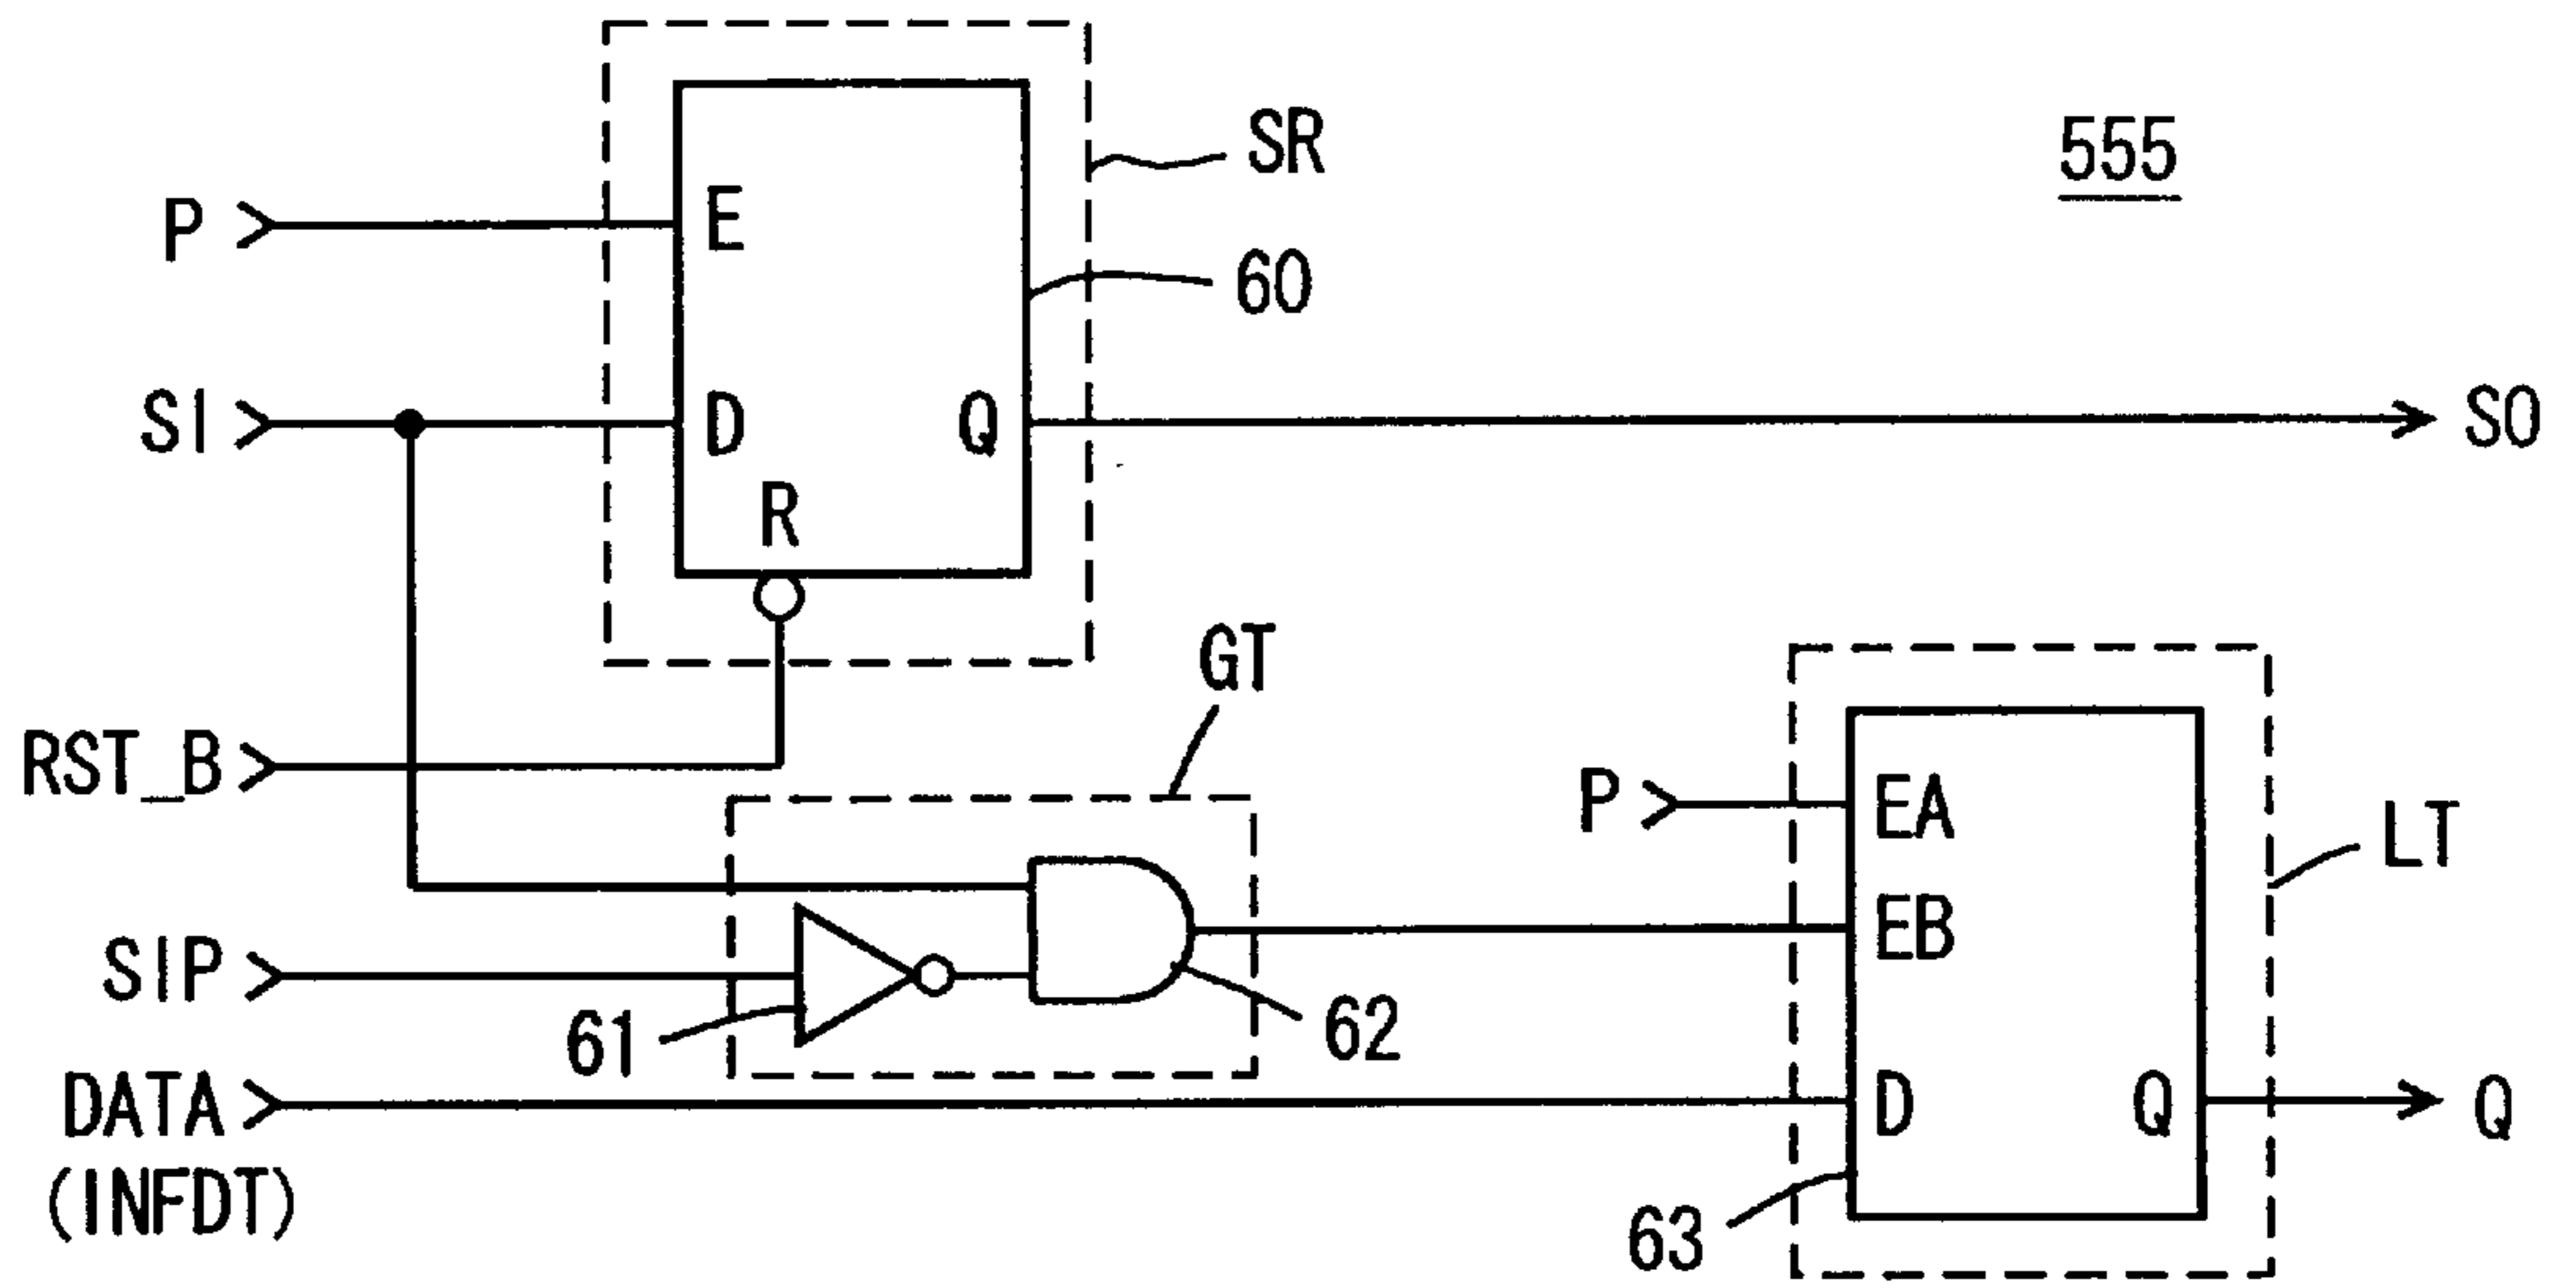 SR
555
P
E
60
SI
D
Q
SO
R
GT
RST_B
P
EA
LT
EB
SIP
61
62
DATA
D
Q
Q
(INFDT)
63